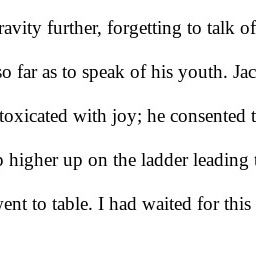 ravity further, forgetting to talk of
so far as to speak of his youth. Jac
toxicated with joy; he consented t
higher up on the ladder leading
went to table. I had waited for this